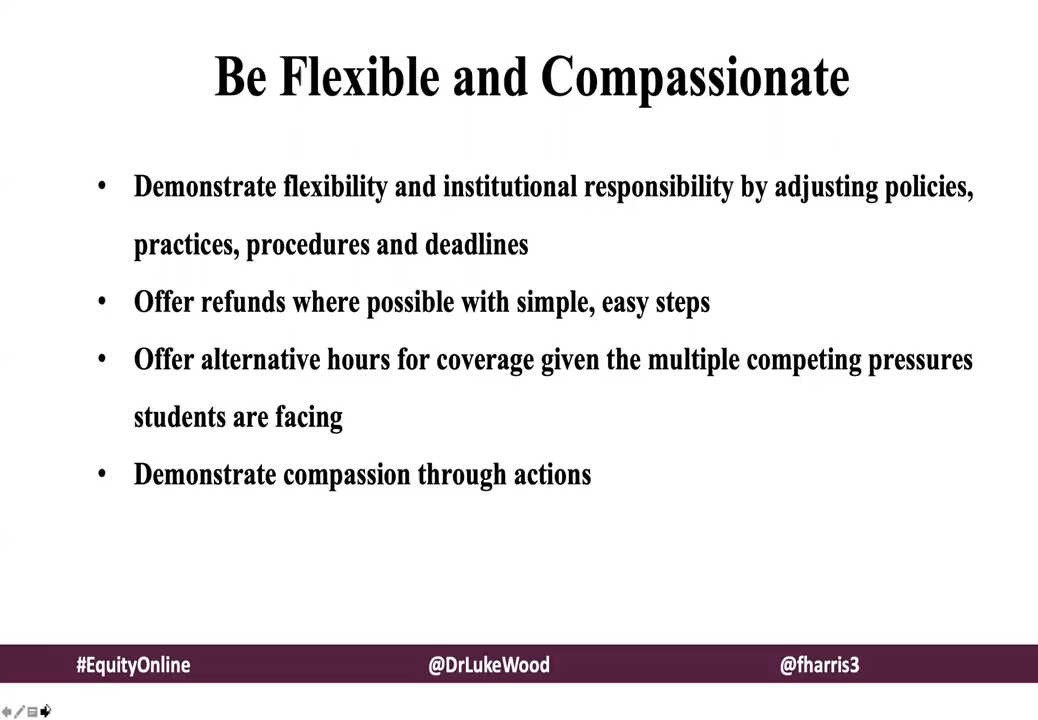 Be Flexible and Compassionate
• Demonstrate flexibility and institutional responsibility by adjusting policies,
practices, procedures and deadlines
• Offer refunds where possible with simple, easy steps
• Offer alternative hours for coverage given the multiple competing pressures
students are facing
• Demonstrate compassion through actions
#EquityOnline @DrLukeWood @fharris3